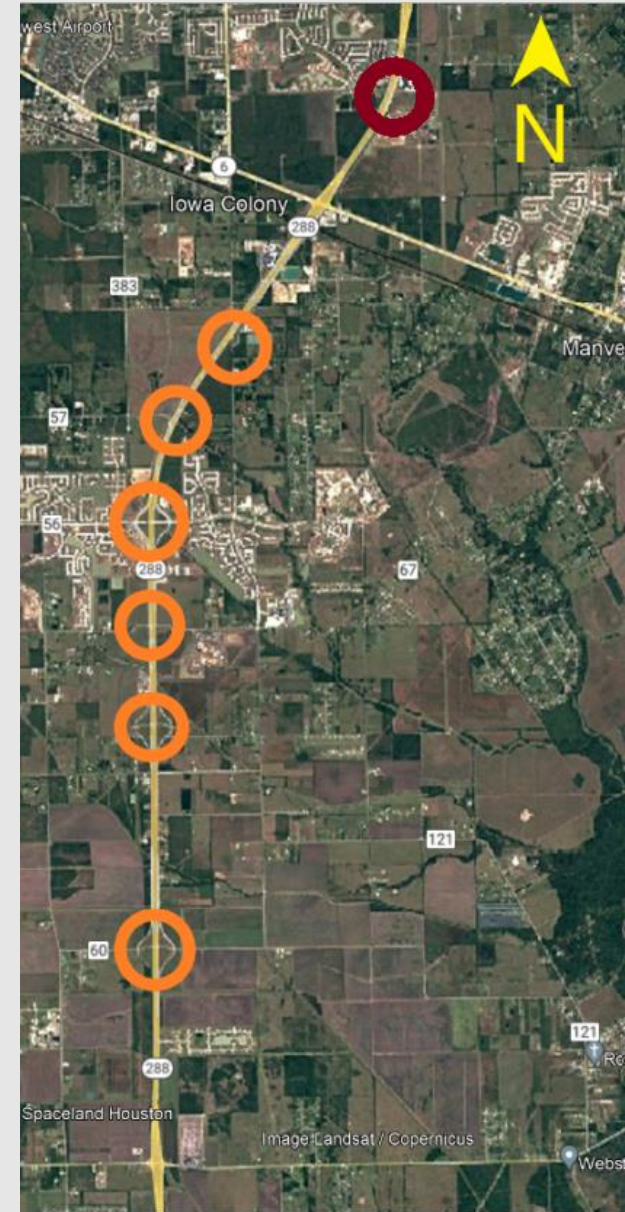 west Airport
N
6
Iowa Colony
288
383
Manve
57
56
288
67
121
60
121
Ro
288
Spaceland Houston
Image Landsat / Copernicus
Webst